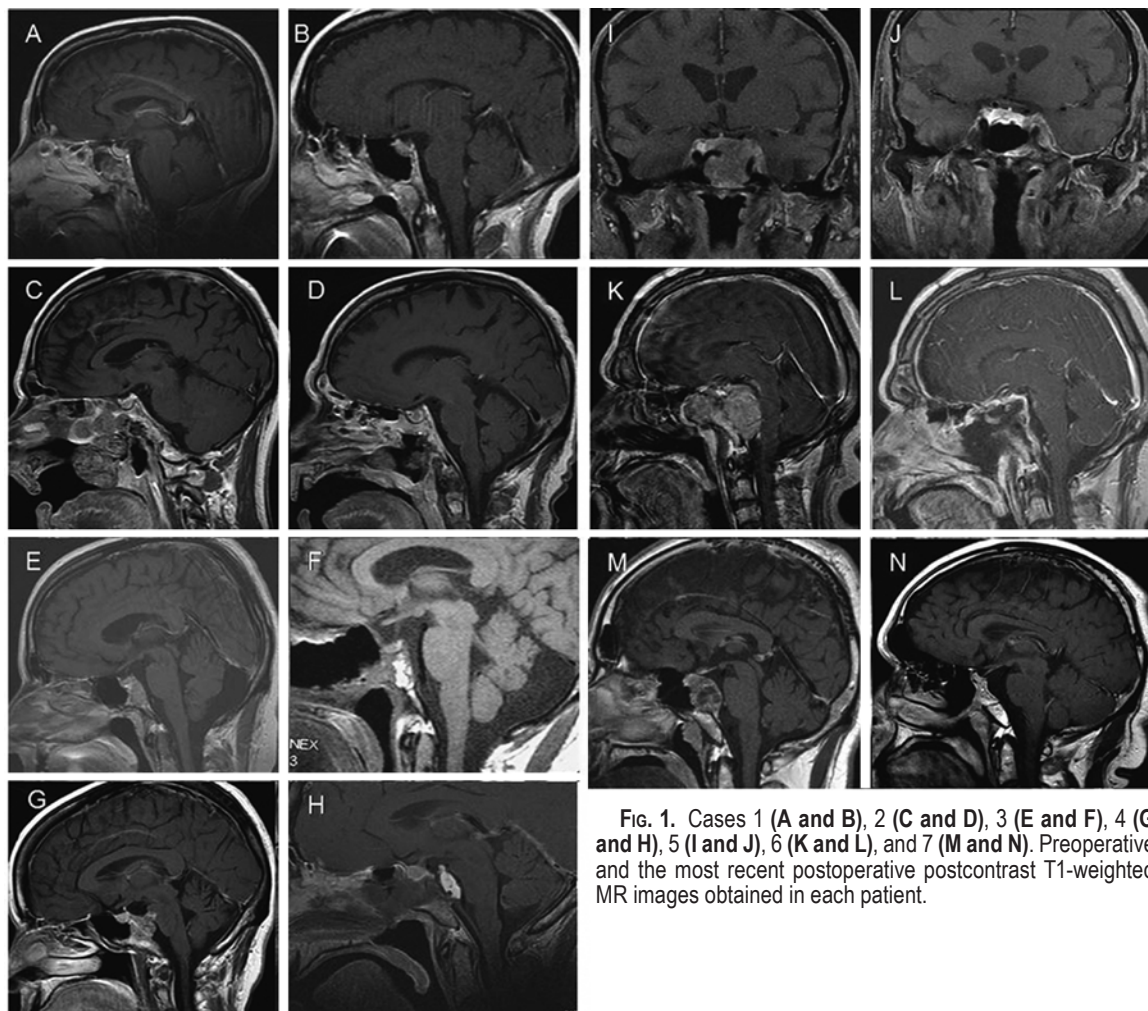 A
B
I
J
C
D
K
L
E
F
M
N
NEX
3
G
H
FIG. 1. Cases 1 (A and B), 2 (C and D), 3 (E and F), 4 (G
and H), 5 (I and J), 6 (K and L), and 7 (M and N). Preoperative
and the most recent postoperative postcontrast T1-weighted
MR images obtained in each patient.